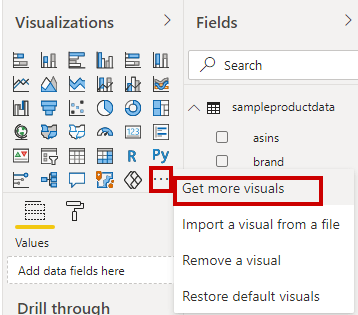 Visualizations
Fields
Search
sampleproductdata
asins
brand
123
R
Py
Get more visuals
Import a visual from a file
Remove a visual
Restore default visuals
Values
Add data fields here
Drill through